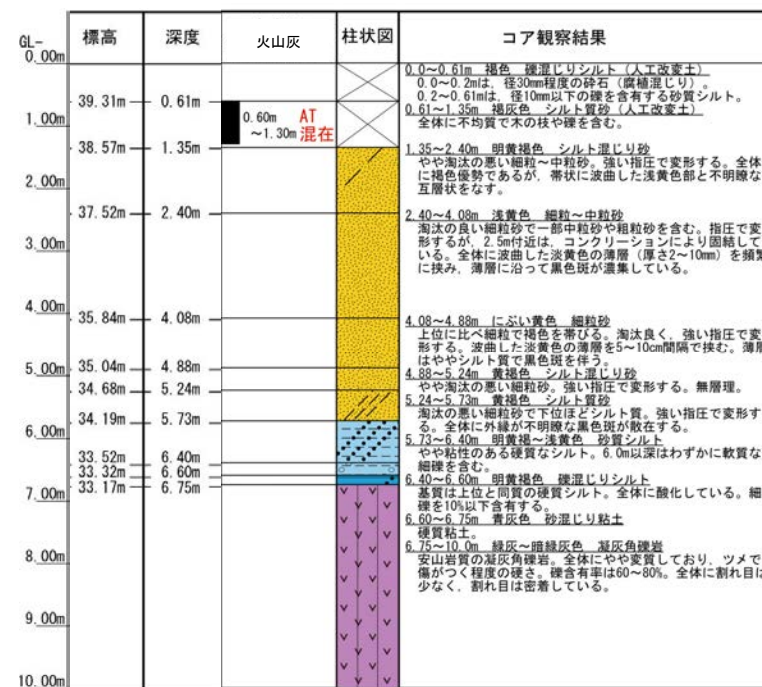 GL-
標高
深度
火山灰
柱状図
コア観察結果
0.00m
1.00m
2.00m
3.00m
4.00m
5.00m
6.00m
7.00m
8.00m
9.00m
10.00m
39.31m
38.57m
37.52m
35.84m
35.04m
34.68m
34.19m
33.52m
33.32m
33.17m
0.61m
1.35m
2.40m
4.08m
4.88m
5.24m
5.73m
6.40m
6.60m
6.75m
0.60m AT
~1.30m 混在
0.0~0.61m 褐色 礫混じりシルト（人工改変土）
0.0~0.2mは，径30mm程度の砕石（腐植混じり）。
0.2~0.61mは，径10mm以下の礫を含有する砂質シルト。
0.61~1.35m 褐灰色 シルト質砂（人工改変土）
全体に不均質で木の枝や礫を含む。
1.35~2.40m 明黄褐色 シルト混じり砂
やや淘汰の悪い細粒~中粒砂。強い指圧で変形する。全体
に褐色優勢であるが，帯状に波曲した浅黄色部と不明瞭な
互層状をなす。
2.40~4.08m 浅黄色 細粒~中粒砂
淘汰の良い細粒砂で一部中粒砂や粗粒砂を含む。指圧で変
形するが，2.5m付近は，コンクリーションにより固結して
いる。全体に波曲した淡黄色の薄層（厚さ2~10mm）を頻繁
に挟み，薄層に沿って黒色斑が濃集している。
4.08~4.88m にぶい黄色 細粒砂
上位に比べ細粒で褐色を帯びる。淘汰良く，強い指圧で変
形する。波曲した淡黄色の薄層を5~10cm間隔で挟む。薄層
はややシルト質で黒色斑を伴う。
4.88~5.24m 黄褐色 シルト混じり砂
やや淘汰の悪い細粒砂。強い指圧で変形する。無層理。
5.24~5.73m 黄褐色 シルト質砂
淘汰の悪い細粒砂で下位ほどシルト質。強い指圧で変形す
る。全体に外縁が不明瞭な黒色斑が散在する。
5.73~6.40m 明黄褐~浅黄色 砂質シルト
やや粘性のある硬質なシルト。6.0m以深はわずかに軟質な
細礫を含む。
6.40~6.60m 明黄褐色 礫混じりシルト
基質は上位と同質の硬質シルト。全体に酸化している。細
礫を10%以下含有する。
6.60~6.75m 青灰色 砂混じり粘土
硬質粘土。
6.75~10.0m 緑灰~暗緑灰色 凝灰角礫岩
安山岩質の凝灰角礫岩。全体にやや変質しており，ツメで
傷がつく程度の硬さ。礫含有率は60~80%。全体に割れ目は
少なく，割れ目は密着している。